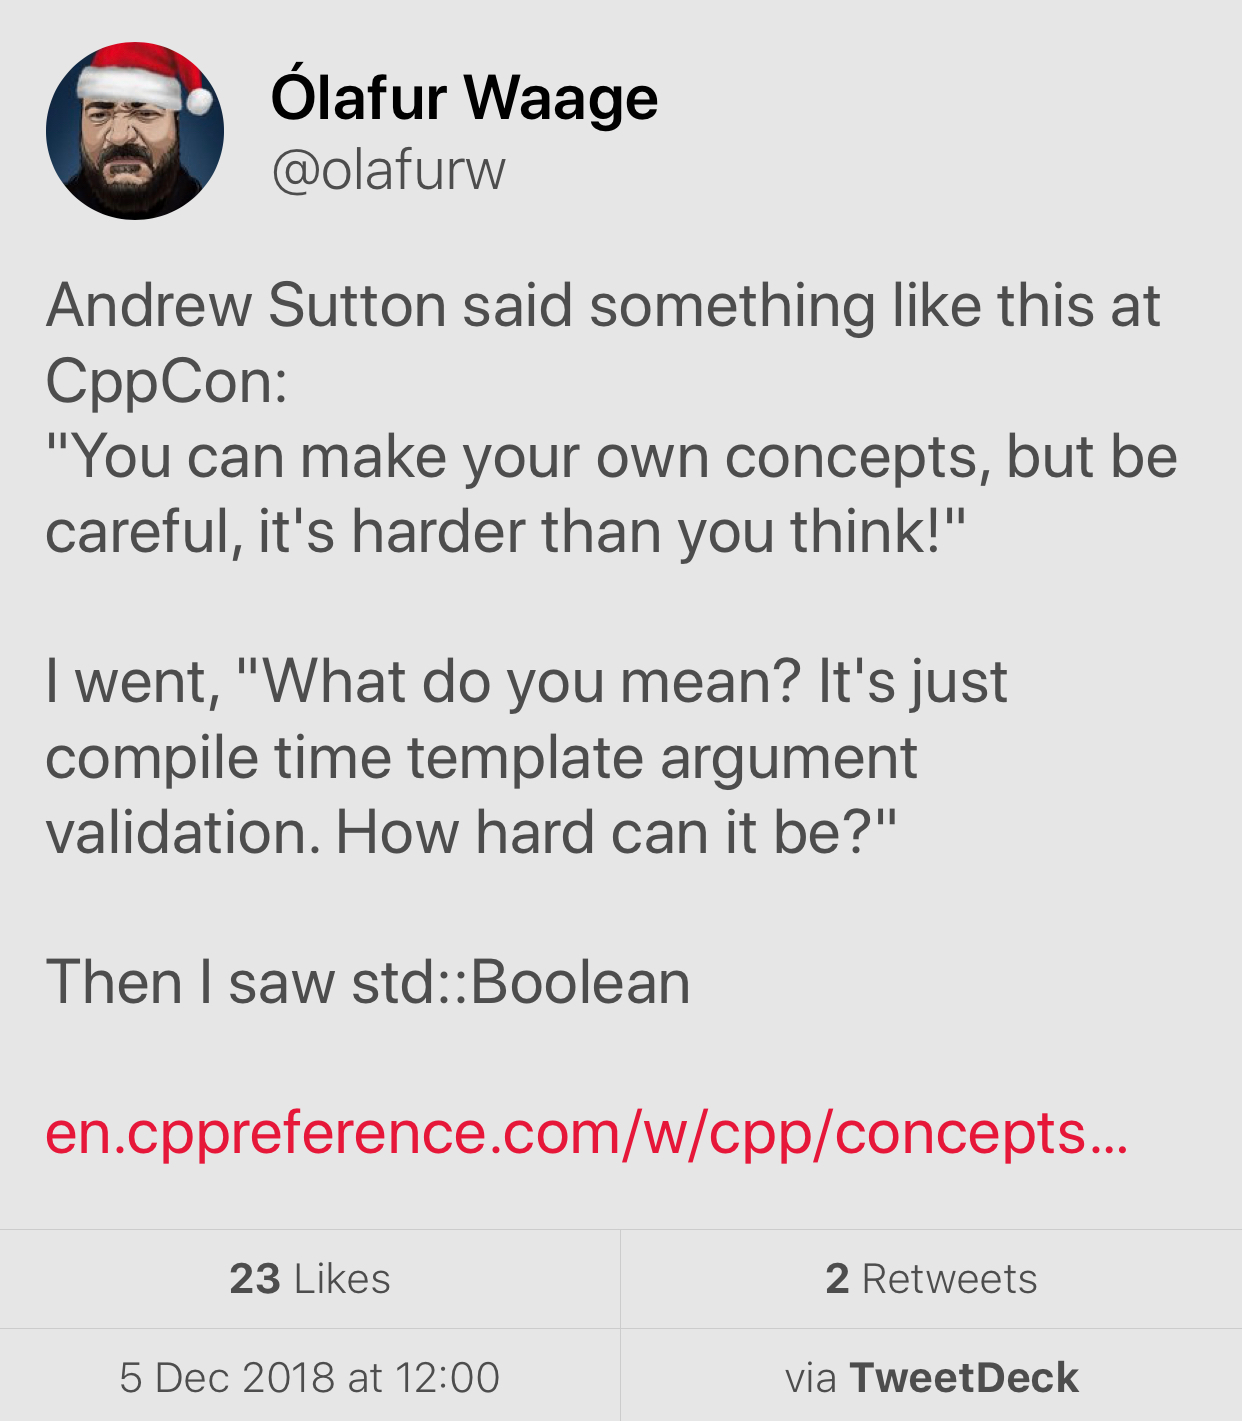 Ólafur Waage
@olafurw
Andrew Sutton said something like this at
CppCon:
"You can make your own concepts, but be
careful, it's harder than you think!"
I went, "What do you mean? It's just
compile time template argument
validation. How hard can it be?"
Then I saw std::Boolean
en.cppreference.com/w/cpp/concepts…
23 Likes
2 Retweets
5 Dec 2018 at 12:00
via TweetDeck